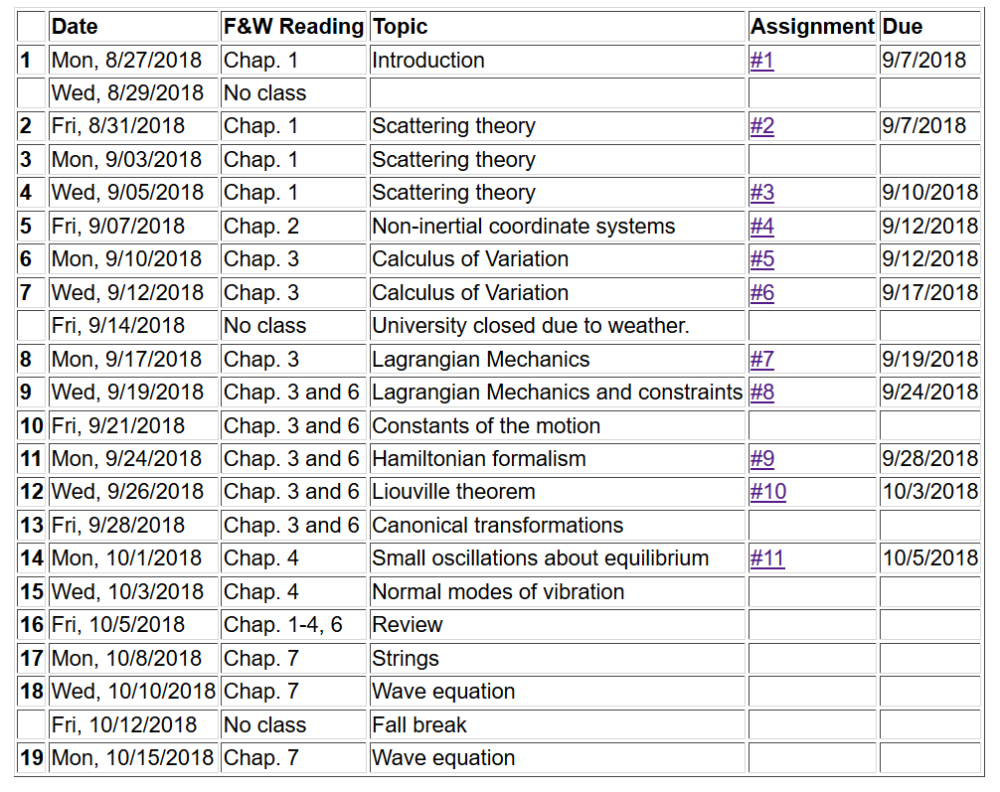 Date F&W Reading Topic Assignment Due
1 Mon, 8/27/2018 Chap. 1 Introduction #1 9/7/2018
Wed, 8/29/2018 No class
2 Fri, 8/31/2018 Chap. 1 Scattering theory #2 9/7/2018
3 Mon, 9/03/2018 Chap. 1 Scattering theory
4 Wed, 9/05/2018 Chap. 1 Scattering theory #3 9/10/2018
5 Fri, 9/07/2018 Chap. 2 Non-inertial coordinate systems #4 9/12/2018
6 Mon, 9/10/2018 Chap. 3 Calculus of Variation #5 9/12/2018
7 Wed, 9/12/2018 Chap. 3 Calculus of Variation #6 9/17/2018
Fri, 9/14/2018 No class University closed due to weather.
8 Mon, 9/17/2018 Chap. 3 Lagrangian Mechanics #7 9/19/2018
9 Wed, 9/19/2018 Chap. 3 and 6 Lagrangian Mechanics and constraints #8 9/24/2018
10 Fri, 9/21/2018 Chap. 3 and 6 Constants of the motion
11 Mon, 9/24/2018 Chap. 3 and 6 Hamiltonian formalism #9 9/28/2018
12 Wed, 9/26/2018 Chap. 3 and 6 Liouville theorem #10 10/3/2018
13 Fri, 9/28/2018 Chap. 3 and 6 Canonical transformations
14 Mon, 10/1/2018 Chap. 4 Small oscillations about equilibrium #11 10/5/2018
15 Wed, 10/3/2018 Chap. 4 Normal modes of vibration
16 Fri, 10/5/2018 Chap. 1-4, 6 Review
17 Mon, 10/8/2018 Chap. 7 Strings
18 Wed, 10/10/2018 Chap. 7 Wave equation
Fri, 10/12/2018 No class Fall break
19 Mon, 10/15/2018 Chap. 7 Wave equation